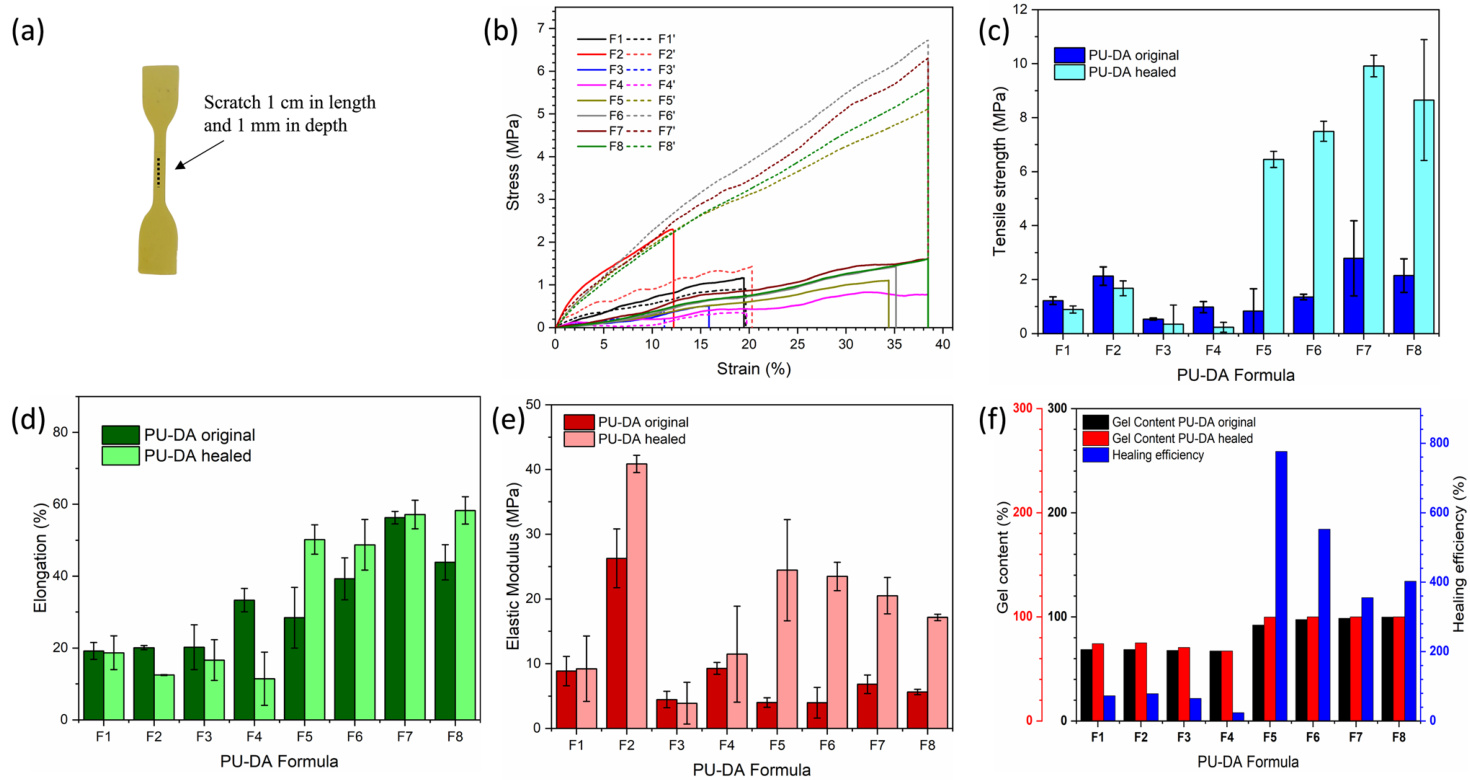 (a)
Scratch 1 cm in length
and 1 mm in depth
(b)
Stress (MPa)
7
6
5
4
3
2
1
0
F1 F1'
F2 F2'
F3 F3'
F4 F4'
F5 F5'
F6 F6'
F7 F7'
F8 F8'
0 5 10 15 20 25 30 35 40
Strain (%)
(c)
Tensile strength (MPa)
12
10
8
6
4
2
0
PU-DA original
PU-DA healed
F1 F2 F3 F4 F5 F6 F7 F8
PU-DA Formula
(d)
Elongation (%)
80
60
40
20
0
PU-DA original
PU-DA healed
F1 F2 F3 F4 F5 F6 F7 F8
PU-DA Formula
(e)
Elastic Modulus (MPa)
50
40
30
20
10
0
PU-DA original
PU-DA healed
F1 F2 F3 F4 F5 F6 F7 F8
PU-DA Formula
(f)
Gel content (%)
300 300
200 200
100 100
0 0
Gel Content PU-DA original
Gel Content PU-DA healed
Healing efficiency
800
600
400
200
0
Healing efficiency (%)
F1 F2 F3 F4 F5 F6 F7 F8
PU-DA Formula